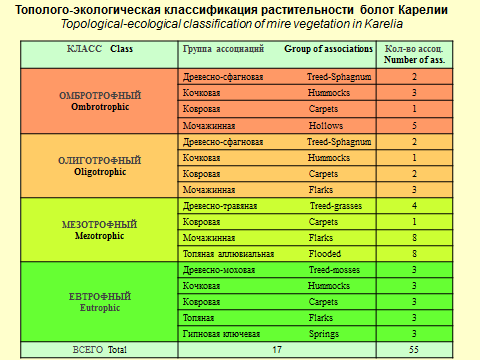 Тополого-экологическая классификация растительности болот Карелии
Topological-ecological classification of mire vegetation in Karelia
КЛАСС Class Группа ассоциаций Group of associations Кол-во ассоц. Number of ass.
ОМБРОТРОФНЫЙ Ombrotrophic
Древесно-сфагновая Treed-Sphagnum 2
Кочковая Hummocks 3
Ковровая Carpets 1
Мочажинная Hollows 5
ОЛИГОТРОФНЫЙ Oligotrophic
Древесно-сфагновая Treed-Sphagnum 2
Кочковая Hummocks 1
Ковровая Carpets 2
Мочажинная Flarks 3
МЕЗОТРОФНЫЙ Mezotrophic
Древесно-травяная Treed-grasses 4
Ковровая Carpets 1
Мочажинная Flarks 8
Топяная аллювиальная Flooded 8
ЕВТРОФНЫЙ Eutrophic
Древесно-моховая Treed-mosses 3
Кочковая Hummocks 3
Ковровая Carpets 3
Топяная Flarks 3
Гипновая ключевая Springs 3
ВСЕГО Total 17 55